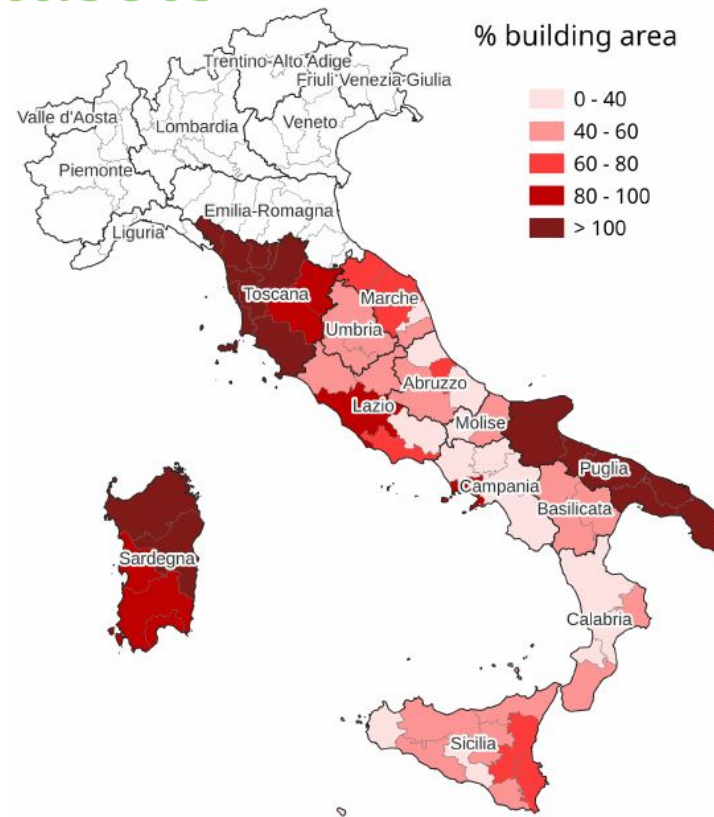 % building area
0 - 40
40 - 60
60 - 80
80 - 100
> 100
Trentino-Alto Adige
Friuli Venezia Giulia
Valle d'Aosta
Lombardia
Veneto
Piemonte
Emilia-Romagna
Liguria
Toscana
Marche
Umbria
Abruzzo
Lazio
Molise
Puglia
Campania
Basilicata
Sardegna
Calabria
Sicilia